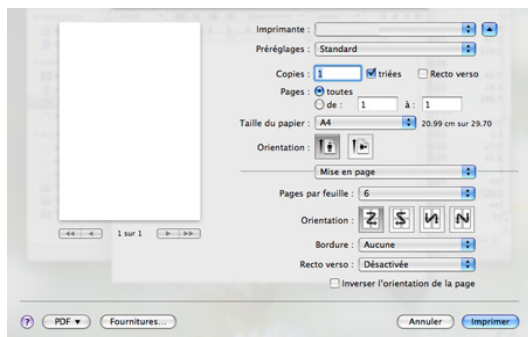 Imprimante :
Préréglages : Standard
Copies : 1 triées Recto verso
Pages : toutes
de : 1 à : 1
Taille du papier : A4 20.99 cm sur 29.70
Orientation :
Mise en page
Pages par feuille : 6
Orientation :
1 sur 1
Bordure : Aucune
Recto verso : Désactivée
Inverser l'orientation de la page
? PDF Fournitures... Annuler Imprimer